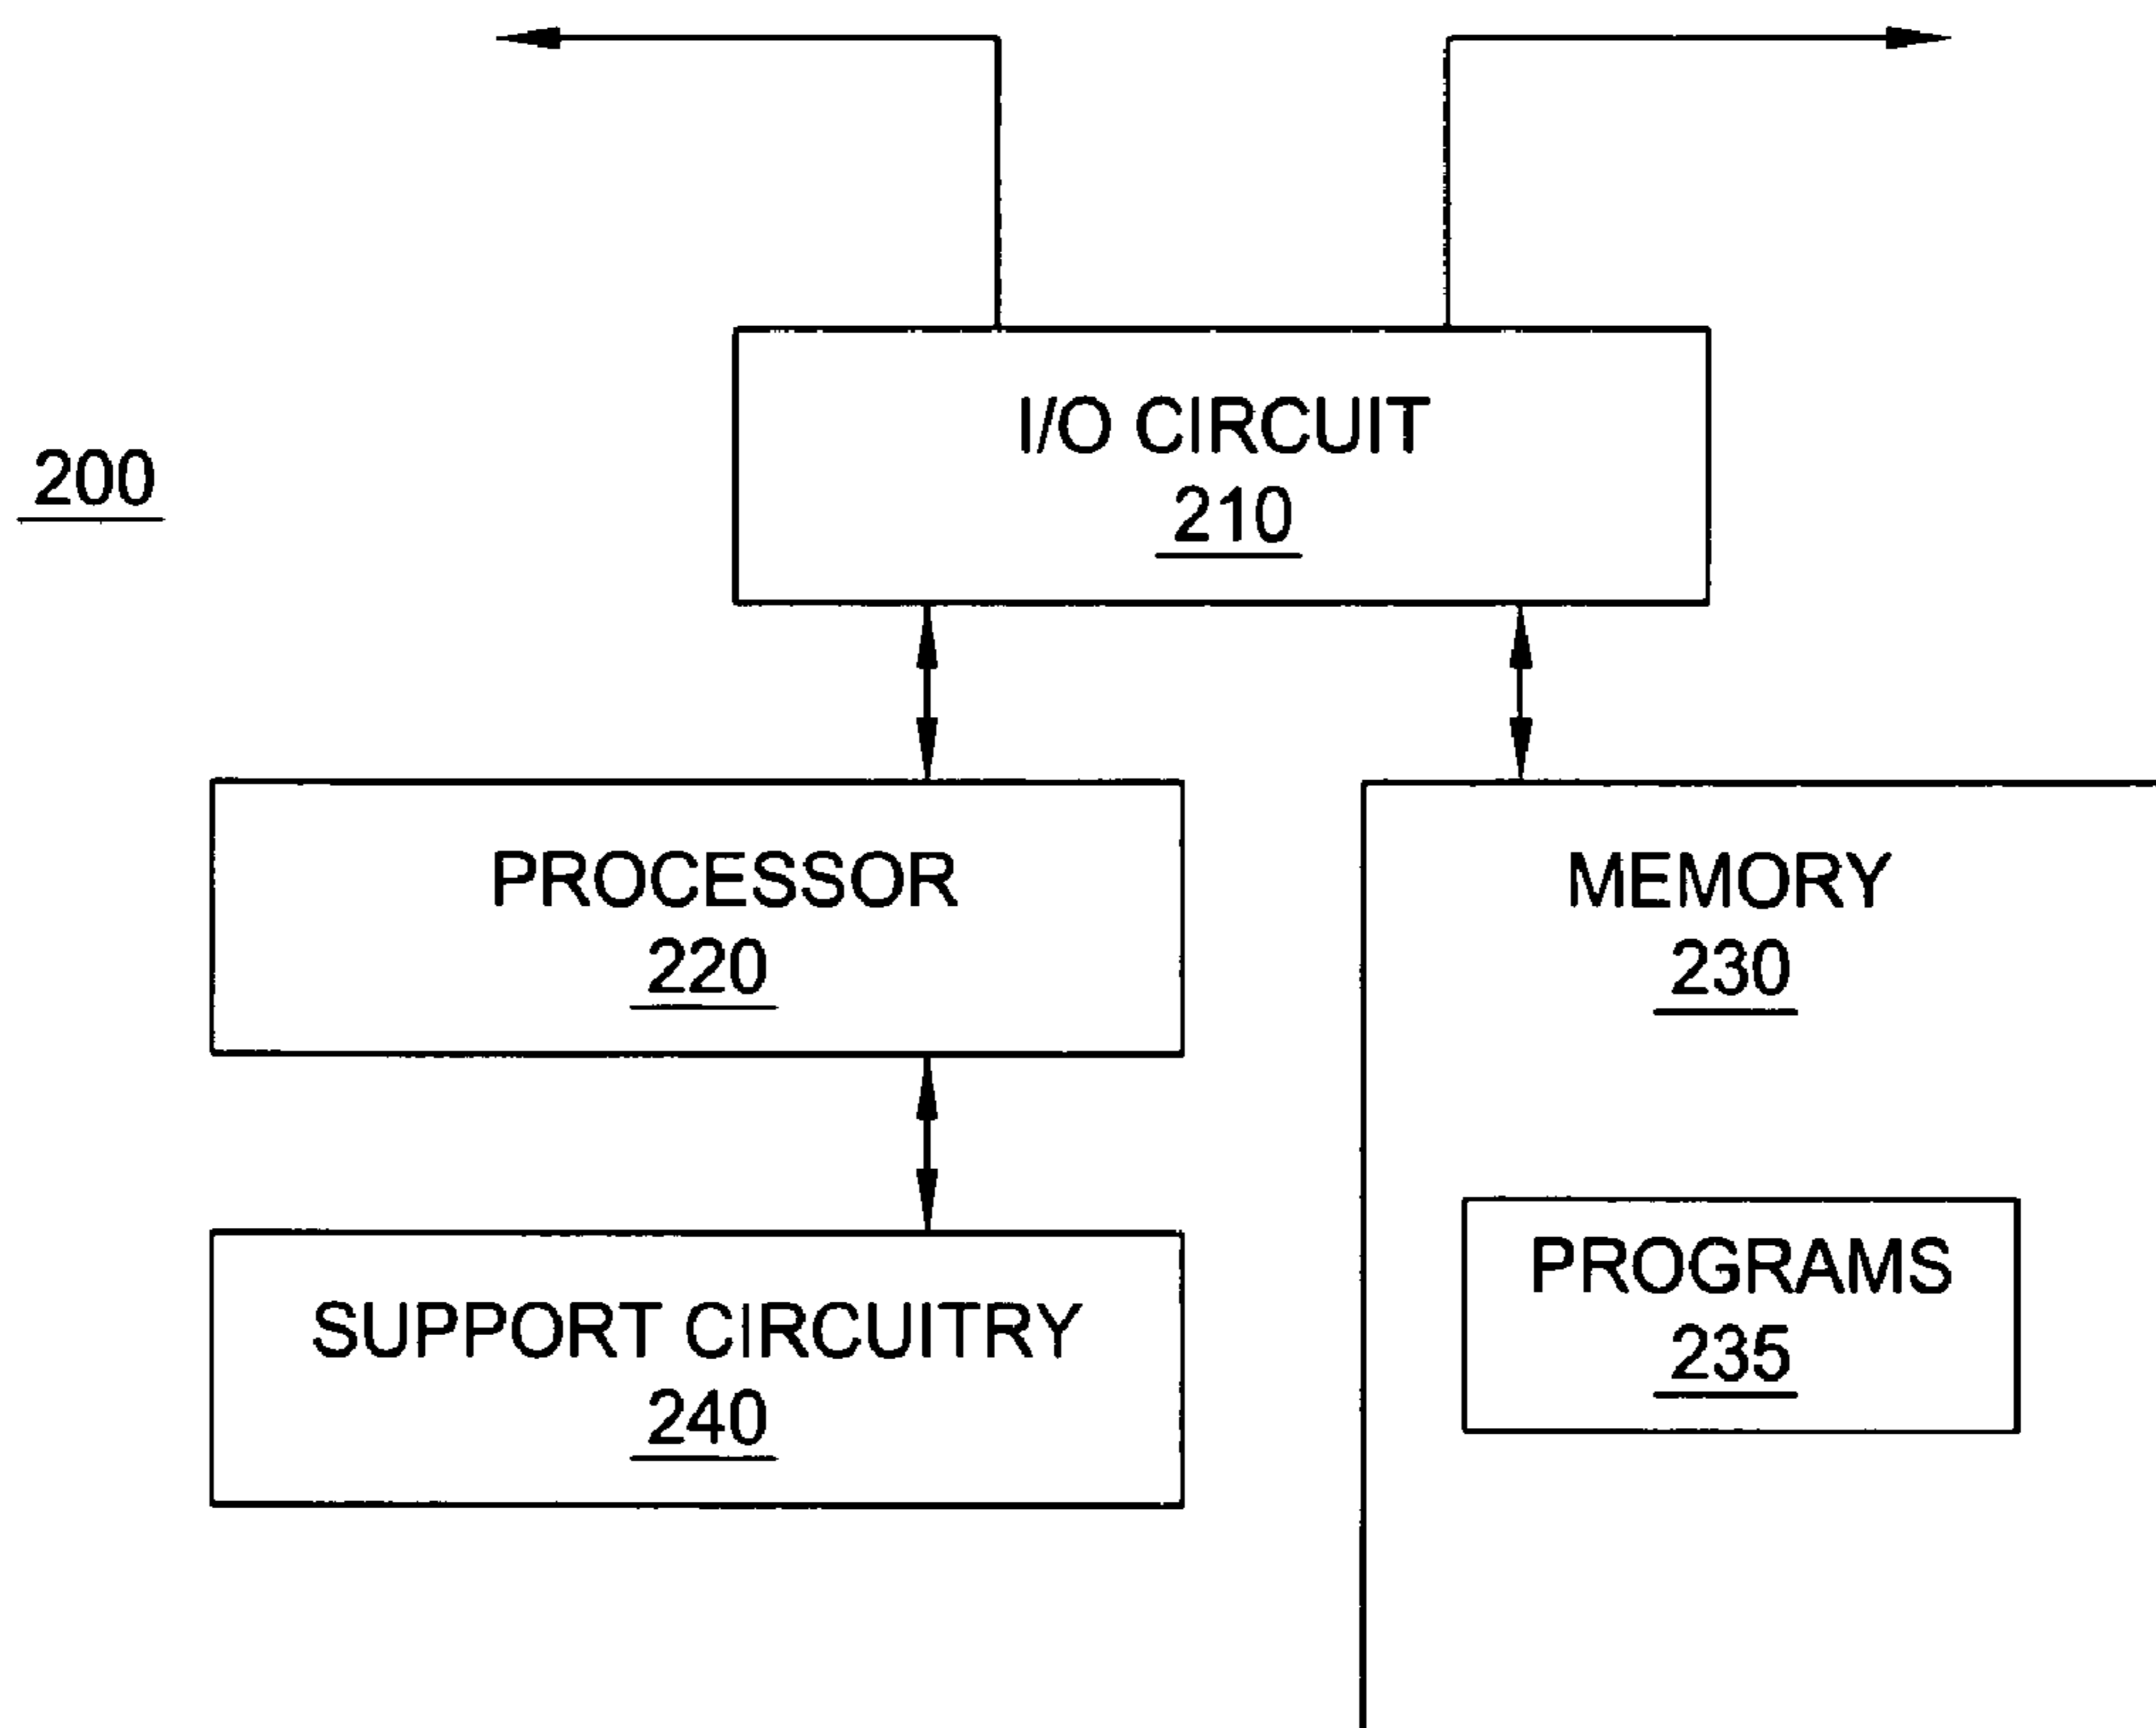 200
I/O CIRCUIT
210
PROCESSOR
220
MEMORY
230
SUPPORT CIRCUITRY
240
PROGRAMS
235